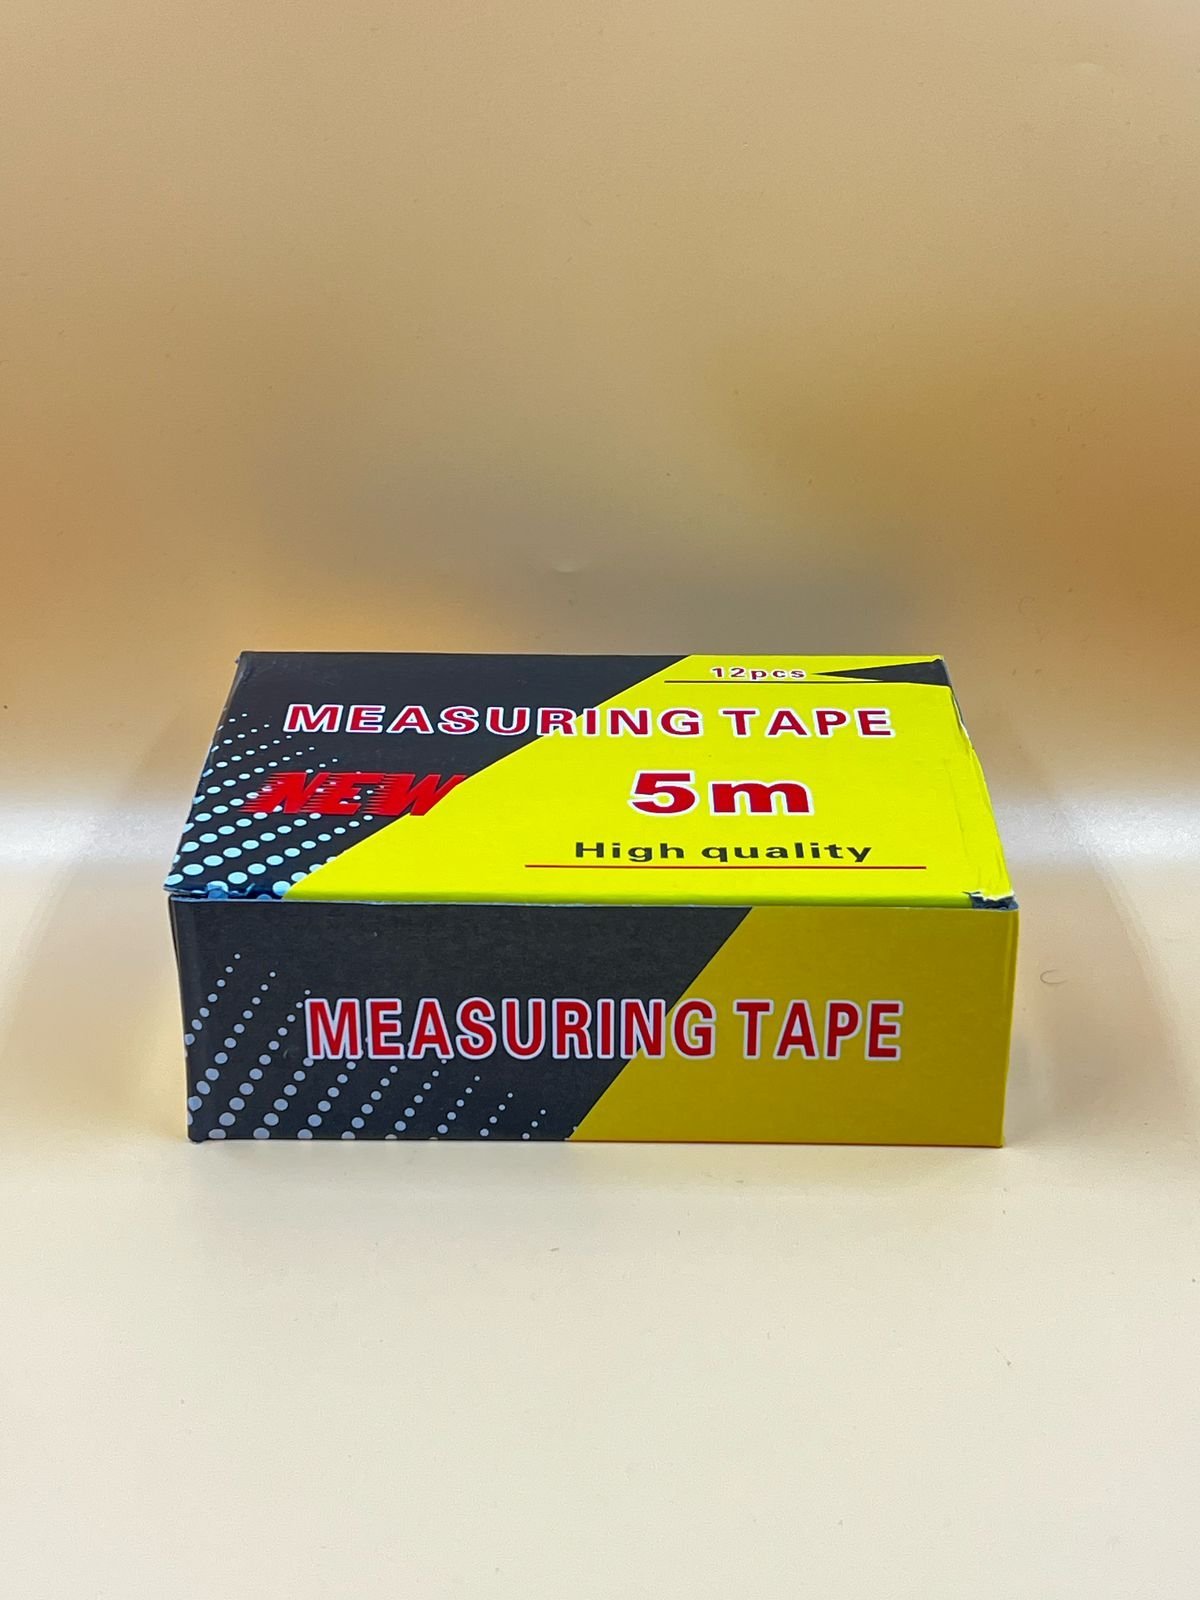 12pcs
MEASURING TAPE
NEW
5m
High quality
MEASURING TAPE